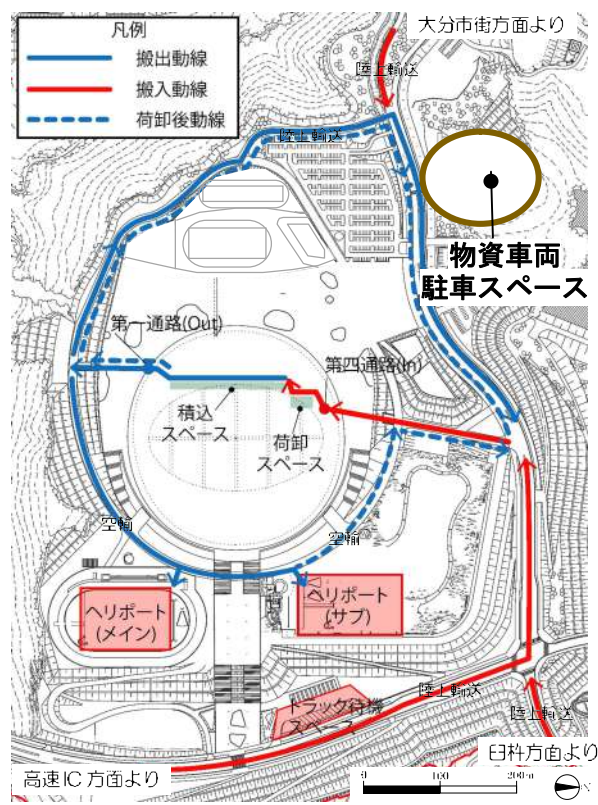 凡例
搬出動線
搬入動線
荷卸後動線
大分市街方面より
陸上輸送
陸上輸送
物資車両
駐車スペース
第一通路(Out)
第四通路(In)
積込
スペース
荷卸
スペース
空輸
空輸
ヘリポート
(メイン)
ヘリポート
(サブ)
トラック待機
スペース
陸上輸送
陸上輸送
臼杵方面より
高速IC方面より
0 100 200m
N